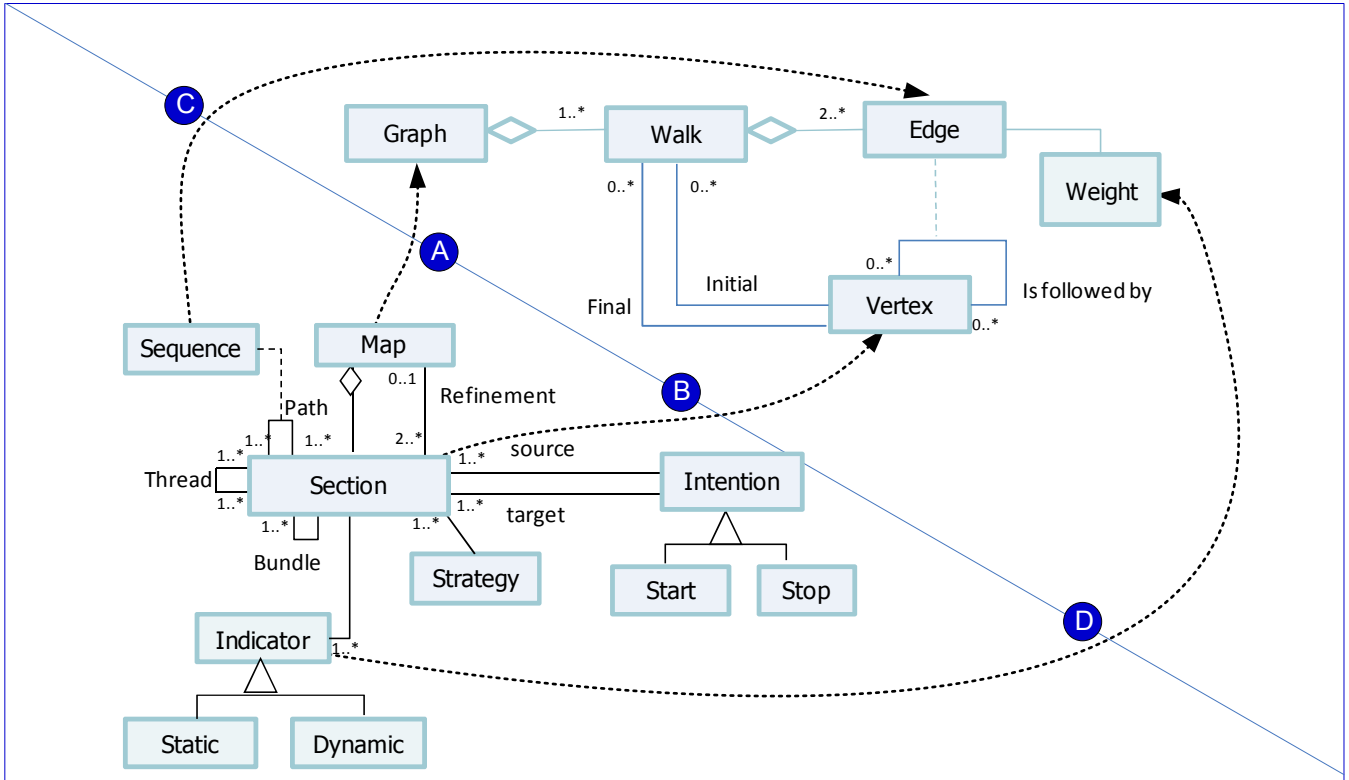 C
Graph
1..*
Walk
2..*
Edge
Weight
0..*
0..*
A
Initial
Final
0..*
Vertex
Is followed by
0..*
Sequence
Map
0..1
Refinement
B
Path
1..*
1..*
2..*
1..*
source
1..*
Thread
Section
Intention
1..*
1..*
target
1..*
1..*
Bundle
Strategy
Start
Stop
D
Indicator
1..*
Static
Dynamic